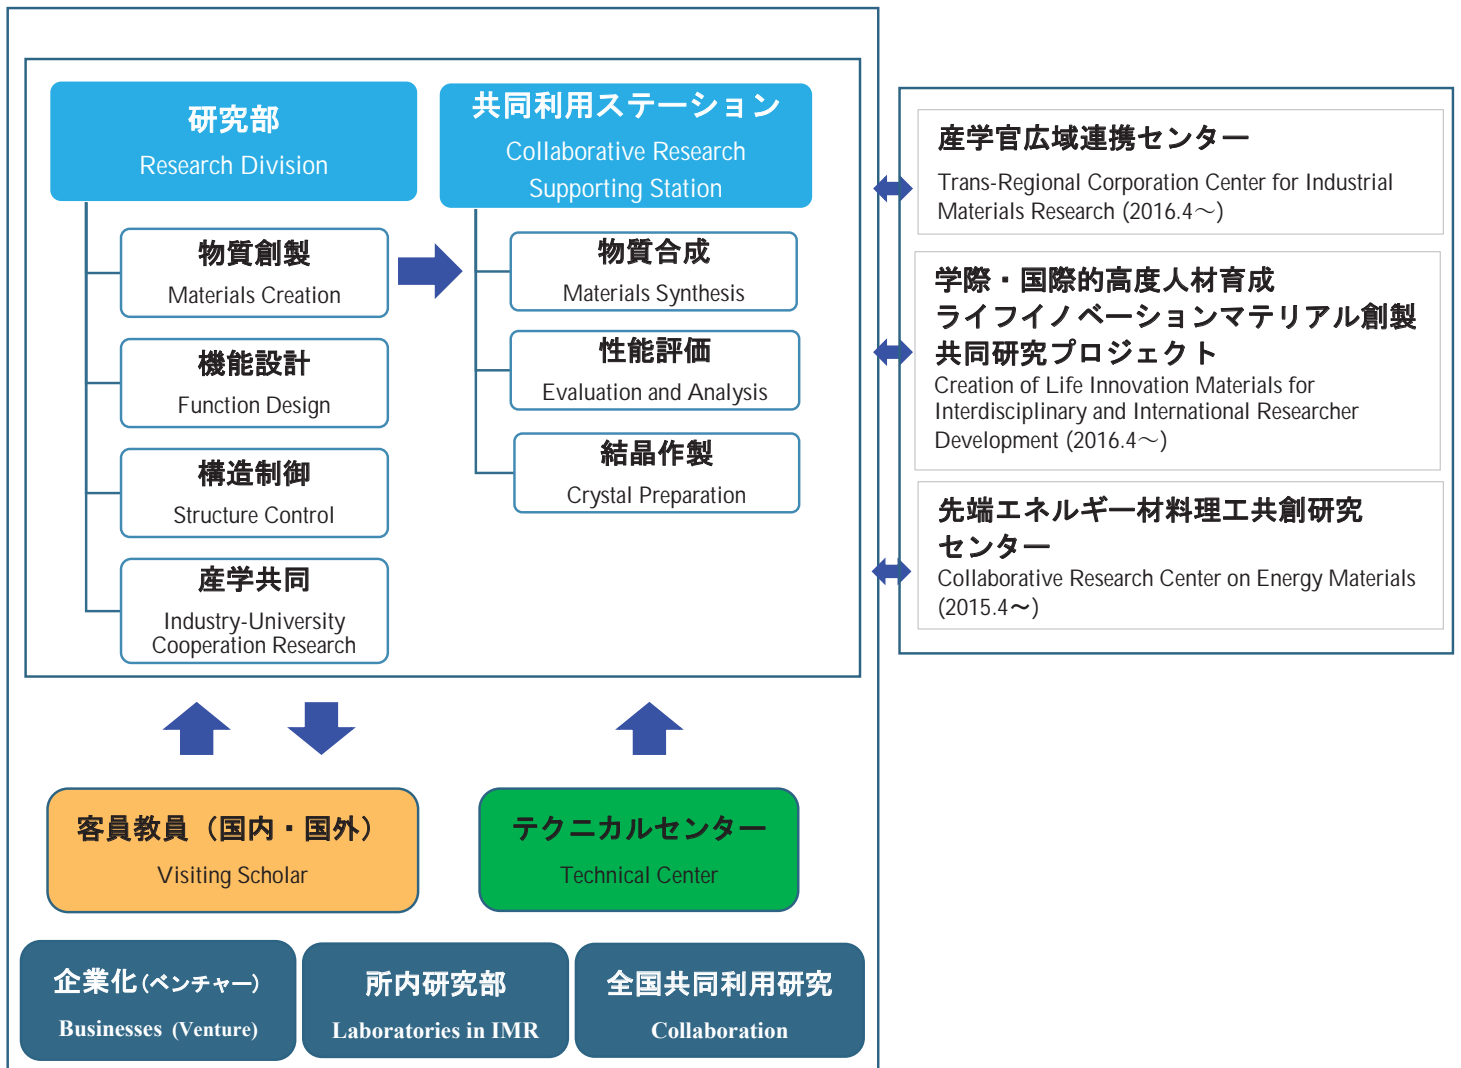 研究部
Research Division
物質創製
Materials Creation
機能設計
Function Design
構造制御
Structure Control
産学共同
Industry-University
Cooperation Research
共同利用ステーション
Collaborative Research
Supporting Station
物質合成
Materials Synthesis
性能評価
Evaluation and Analysis
結晶作製
Crystal Preparation
産学官広域連携センター
Trans-Regional Corporation Center for Industrial
Materials Research (2016.4～)
学際・国際的高度人材育成
ライフイノベーションマテリアル創製
共同研究プロジェクト
Creation of Life Innovation Materials for
Interdisciplinary and International Researcher
Development (2016.4～)
先端エネルギー材料理工共創研究
センター
Collaborative Research Center on Energy Materials
(2015.4～)
客員教員（国内・国外）
Visiting Scholar
テクニカルセンター
Technical Center
企業化(ベンチャー)
Businesses (Venture)
所内研究部
Laboratories in IMR
全国共同利用研究
Collaboration